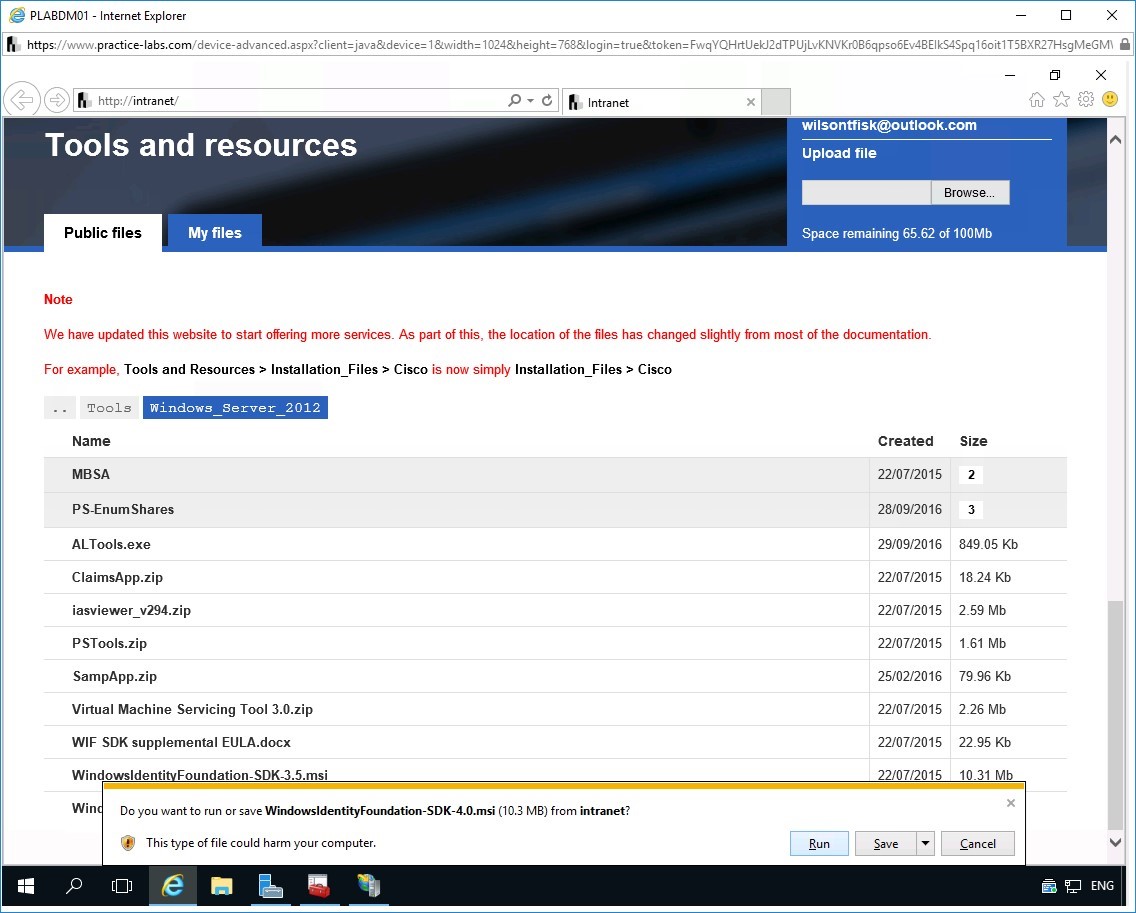 PLABDM01 - Internet Explorer
https://www.practice-labs.com/device-advanced.aspx?client=java&device=1&width=1024&height=768&login=true&token=FwqYQHrtUekJ2dTPUjLvKNVKr0B6qpso6Ev4BElkS4Spq16oit1T5BXR27HsgMeGM
http://intranet/
Intranet
Tools and resources
wilsontfisk@outlook.com
Upload file
Browse...
Space remaining 65.62 of 100Mb
Public files
My files
Note
We have updated this website to start offering more services. As part of this, the location of the files has changed slightly from most of the documentation.
For example, Tools and Resources > Installation_Files > Cisco is now simply Installation_Files > Cisco
.. Tools Windows_Server_2012
Name Created Size
MBSA 22/07/2015 2
PS-EnumShares 28/09/2016 3
ALTools.exe 29/09/2016 849.05 Kb
ClaimsApp.zip 22/07/2015 18.24 Kb
iasviewer_v294.zip 22/07/2015 2.59 Mb
PSTools.zip 22/07/2015 1.61 Mb
SampApp.zip 25/02/2016 79.96 Kb
Virtual Machine Servicing Tool 3.0.zip 22/07/2015 2.26 Mb
WIF SDK supplemental EULA.docx 22/07/2015 22.95 Kb
WindowsIdentityFoundation-SDK-3.5.msi 22/07/2015 10.31 Mb
Wind
Do you want to run or save WindowsIdentityFoundation-SDK-4.0.msi (10.3 MB) from intranet?
This type of file could harm your computer.
Run
Save
Cancel
ENG